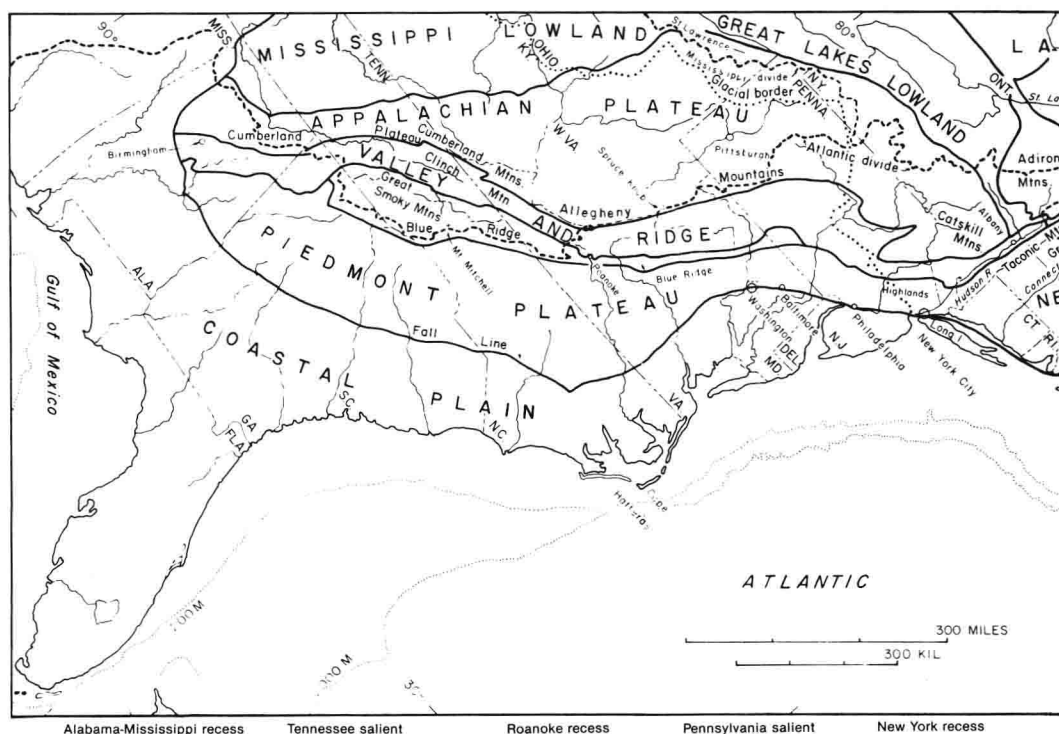 90°
MISS
TENN
MISSISSIPPI LOWLAND
OHIO
KY
St. Lawrence
Mississippi divide
GREAT LAKES LOWLAND
80°
NY
PENNA
Glacial border
ONT
APPALACHIAN PLATEAU
W VA
Spruce Knob
Pittsburgh
Atlantic divide
Adiron
Mtns
Birmingham
Cumberland Plateau
Cumberland Mtns
Clinch Mtn
VALLEY AND RIDGE
Great Smoky Mtns
Allegheny Mountains
Catskill Mtns
Albany
Hudson R.
Taconic
Connec
Blue Ridge
Mt Mitchell
Roanoke
Blue Ridge
Highlands
NE
CT
RI
PIEDMONT PLATEAU
Washington
Baltimore
Philadelphia
New York City
Long I
NJ
DEL
MD
VA
Fall Line
ALA
GA
FLA
SC
NC
COASTAL PLAIN
Gulf of Mexico
Cape Hatteras
ATLANTIC
300 MILES
300 KIL
Alabama-Mississippi recess
Tennessee salient
Roanoke recess
Pennsylvania salient
New York recess